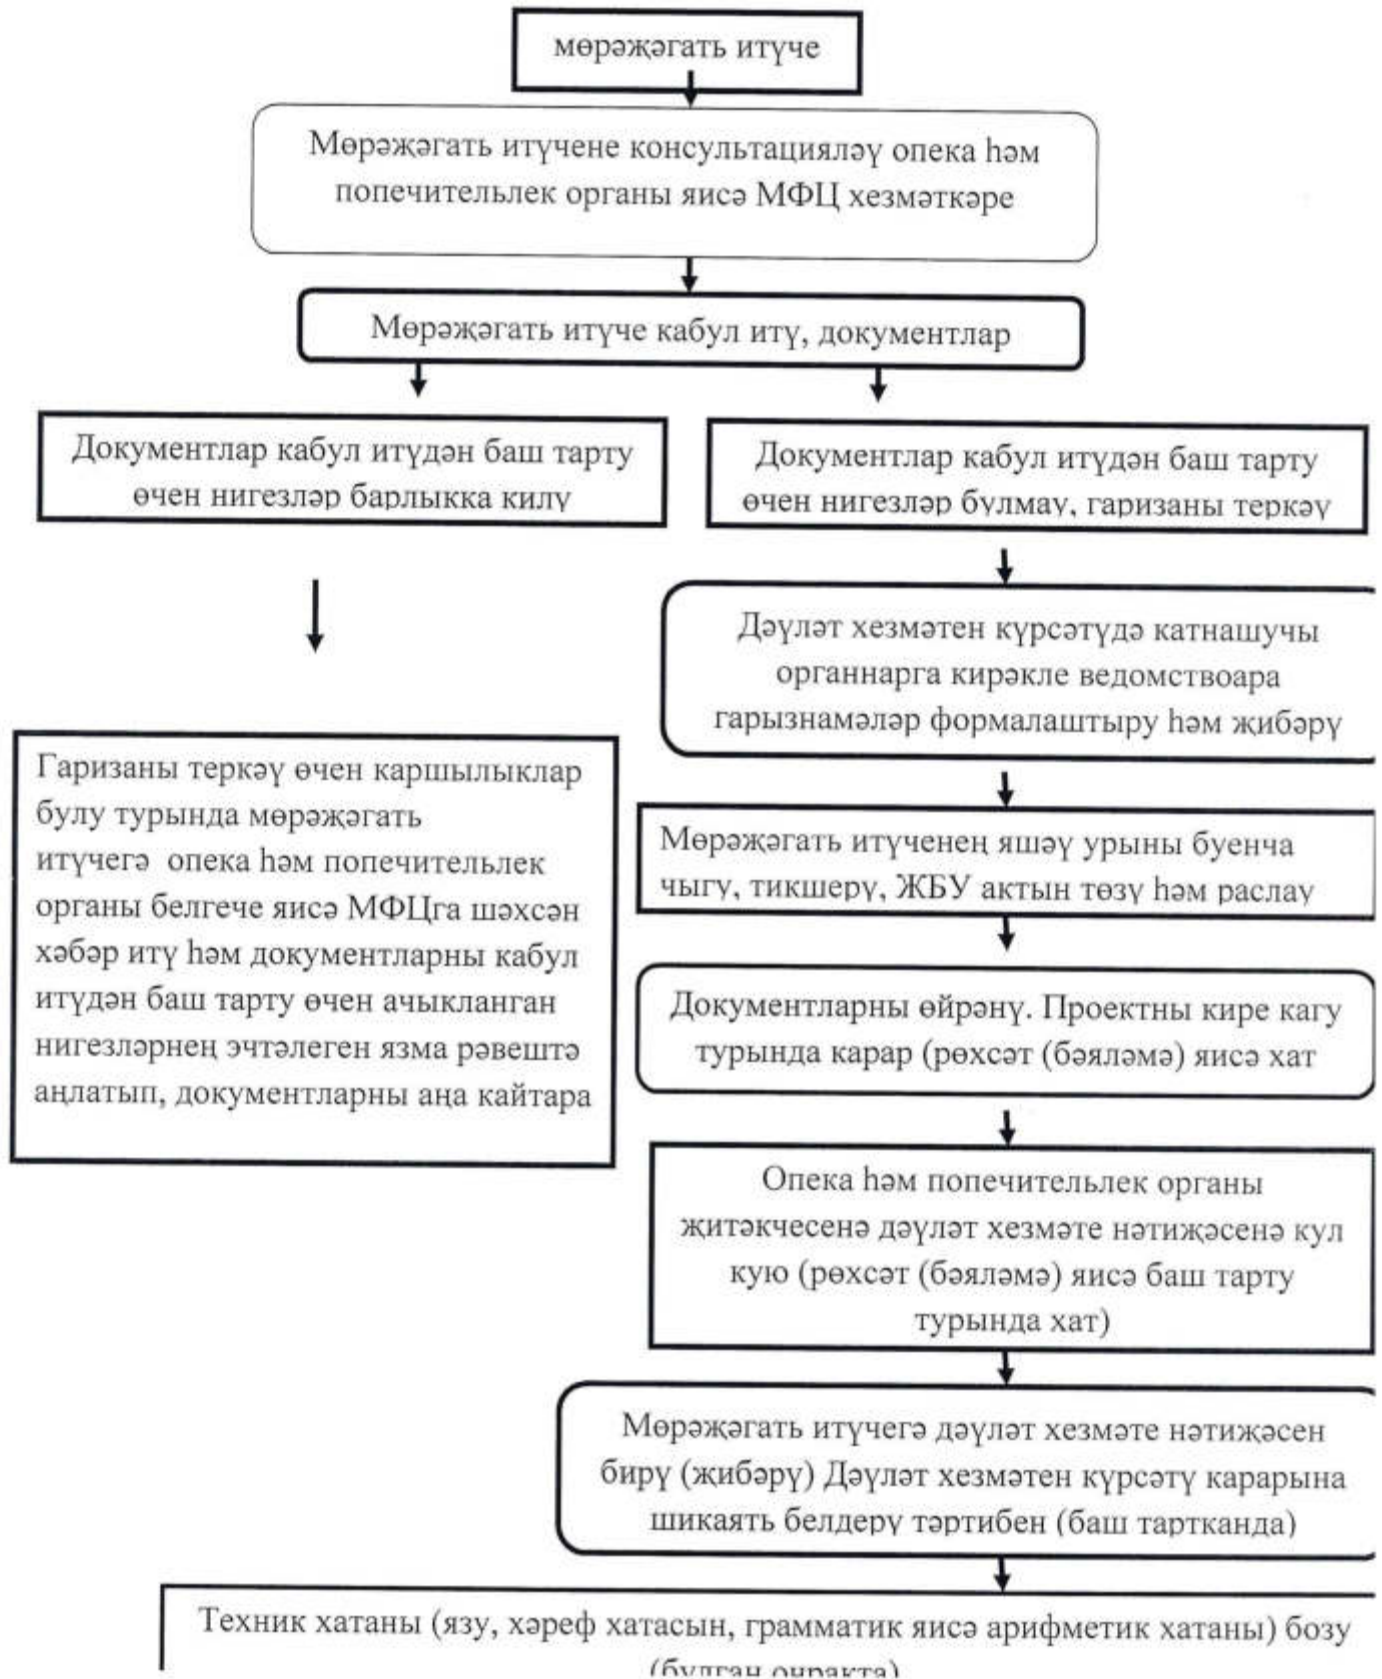 мөрәҗәгать итүче
Мөрәҗәгать итүчене консультацияләү опека һәм
попечительлек органы яисә МФЦ хезмәткәре
Мөрәҗәгать итүче кабул итү, документлар
Документлар кабул итүдән баш тарту
өчен нигезләр барлыкка килү
Документлар кабул итүдән баш тарту
өчен нигезләр булмау, гаризаны теркәү
Дәүләт хезмәтен күрсәтүдә катнашучы
органнарга кирәкле ведомствоара
гарызнамәләр формалаштыру һәм җибәрү
Гаризаны теркәү өчен каршылыклар
булу турында мөрәҗәгать
итүчегә опека һәм попечительлек
органы белгече яисә МФЦга шәхсән
хәбәр итү һәм документларны кабул
итүдән баш тарту өчен ачыкланган
нигезләрнең эчтәлеген язма рәвештә
аңлатып, документларны аңа кайтара
Мөрәҗәгать итүченең яшәү урыны буенча
чыгу, тикшерү, ЖБУ актын төзү һәм раслау
Документларны өйрәнү. Проектны кире кагу
турында карар (рөхсәт (бәяләмә) яисә хат
Опека һәм попечительлек органы
җитәкчесенә дәүләт хезмәте нәтиҗәсенә кул
кую (рөхсәт (бәяләмә) яисә баш тарту
турында хат)
Мөрәҗәгать итүчегә дәүләт хезмәте нәтиҗәсен
бирү (җибәрү) Дәүләт хезмәтен күрсәтү карарына
шикаять белдерү тәртибен (баш тартканда)
Техник хатаны (язу, хәреф хатасын, грамматик яисә арифметик хатаны) бозу
(булган очракта)